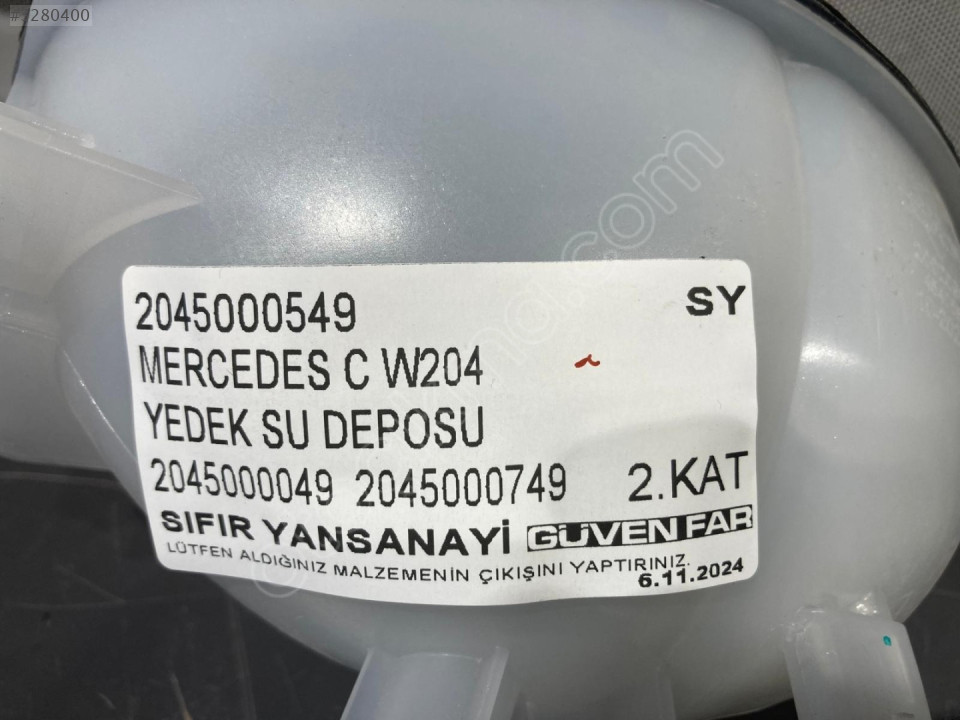 #1280400
2045000549 SY
MERCEDES C W204
YEDEK SU DEPOSU
2045000049 2045000749 2.KAT
SIFIR YANSANAYİ GÜVEN FAR
LÜTFEN ALDIĞINIZ MALZEMENİN ÇIKIŞINI YAPTIRINIZ.
6.11.2024